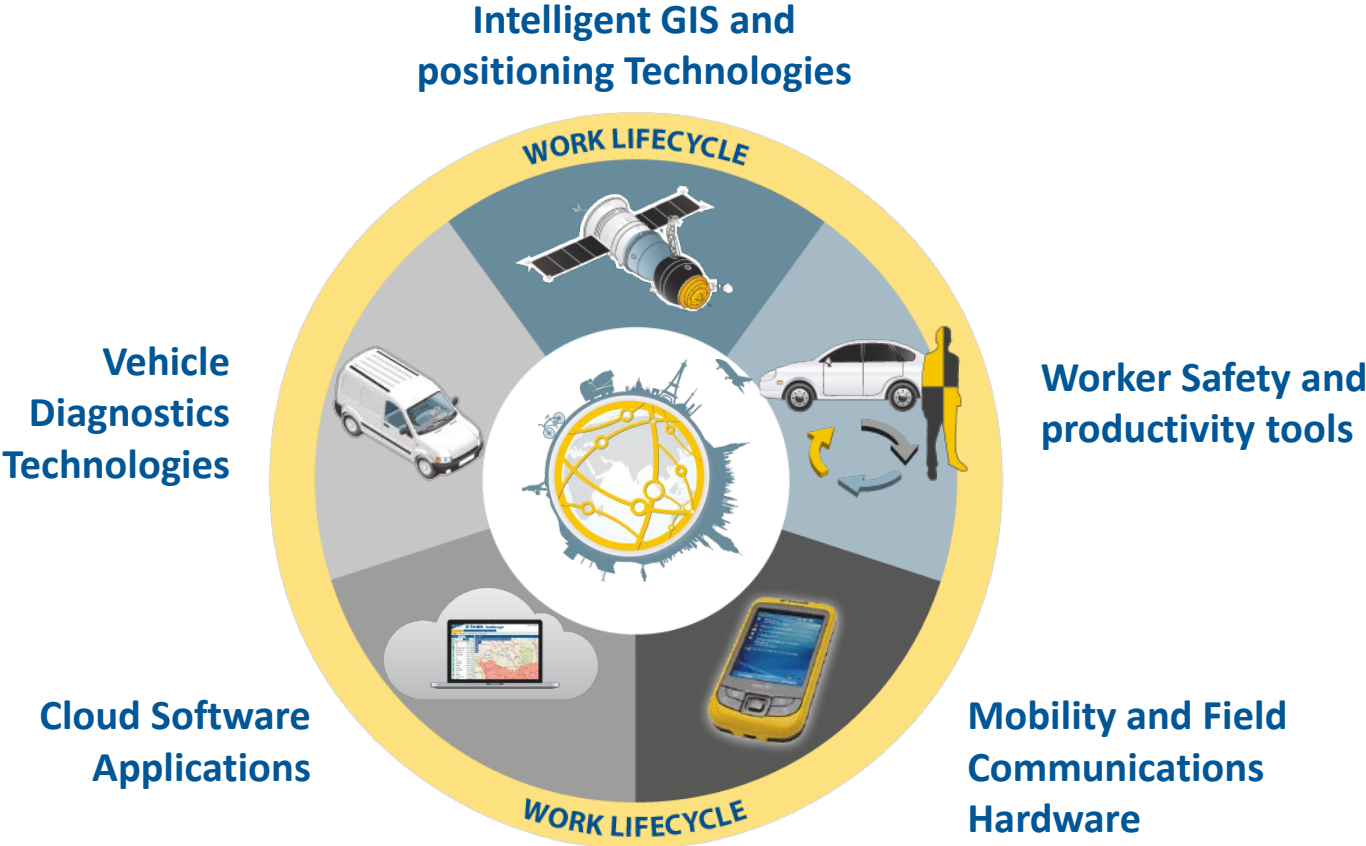 Intelligent GIS and
positioning Technologies
WORK LIFECYCLE
Vehicle
Diagnostics
Technologies
Worker Safety and
productivity tools
Cloud Software
Applications
Mobility and Field
Communications
Hardware
WORK LIFECYCLE